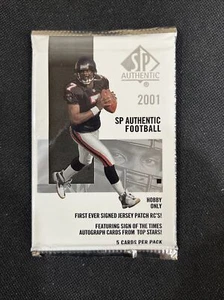 SP
AUTHENTIC
2001
SP AUTHENTIC
FOOTBALL
HOBBY
ONLY
FIRST EVER SIGNED JERSEY PATCH RC'S!
FEATURING SIGN OF THE TIMES
AUTOGRAPH CARDS FROM TOP STARS!
5 CARDS PER PACK